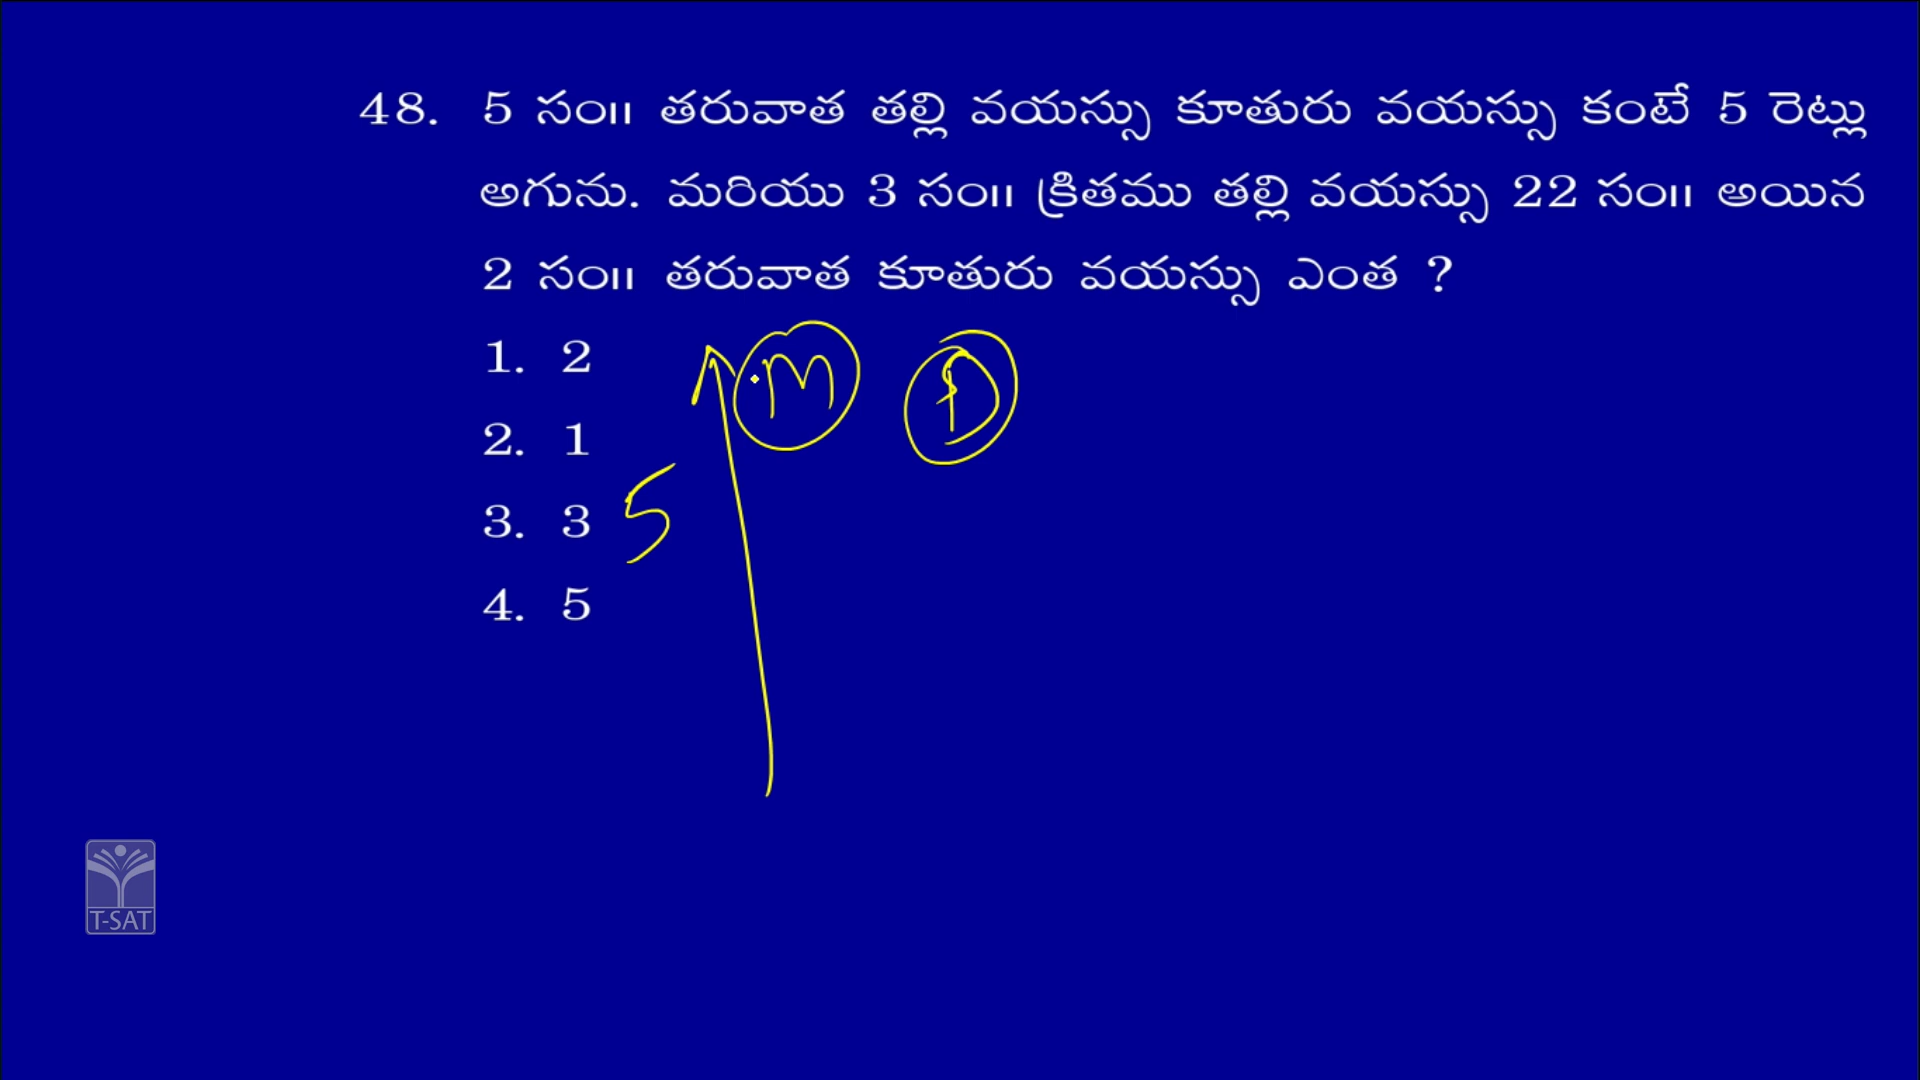 48. 5 సం॥ తరువాత తల్లి వయస్సు కూతురు వయస్సు కంటే 5 రెట్లు
అగును. మరియు 3 సం॥ క్రితము తల్లి వయస్సు 22 సం॥ అయిన
2 సం॥ తరువాత కూతురు వయస్సు ఎంత ?
1. 2
M D
2. 1
3. 3
5
4. 5
T-SAT